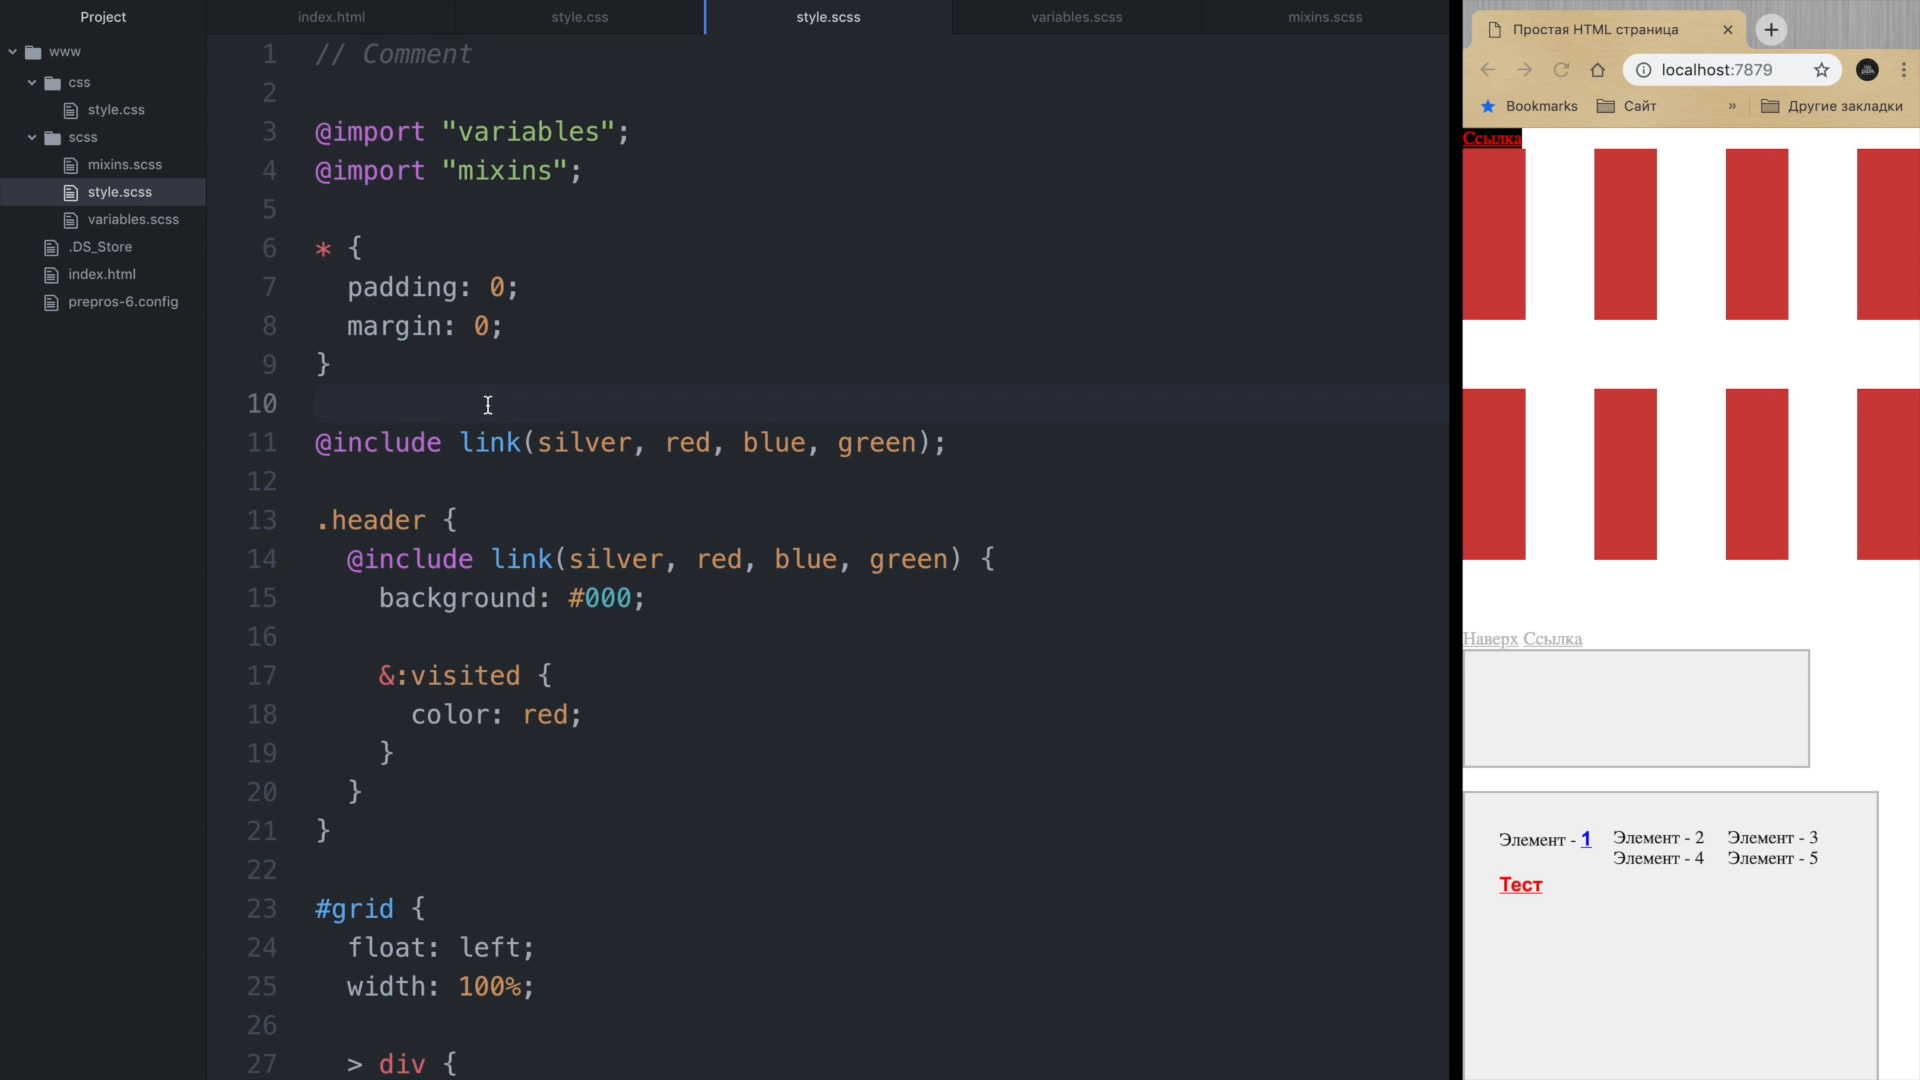 Project
www
css
style.css
scss
mixins.scss
style.scss
variables.scss
.DS_Store
index.html
prepros-6.config
index.html
style.css
style.scss
variables.scss
mixins.scss
1 // Comment
2
3 @import "variables";
4 @import "mixins";
5
6 * {
7 padding: 0;
8 margin: 0;
9 }
10
11 @include link(silver, red, blue, green);
12
13 .header {
14 @include link(silver, red, blue, green) {
15 background: #000;
16
17 &:visited {
18 color: red;
19 }
20 }
21 }
22
23 #grid {
24 float: left;
25 width: 100%;
26
27 > div {
Простая HTML страница
localhost:7879
Bookmarks Сайт » Другие закладки
Ссылка
Наверх Ссылка
Элемент - 1 Элемент - 2 Элемент - 3
Элемент - 4 Элемент - 5
Тест